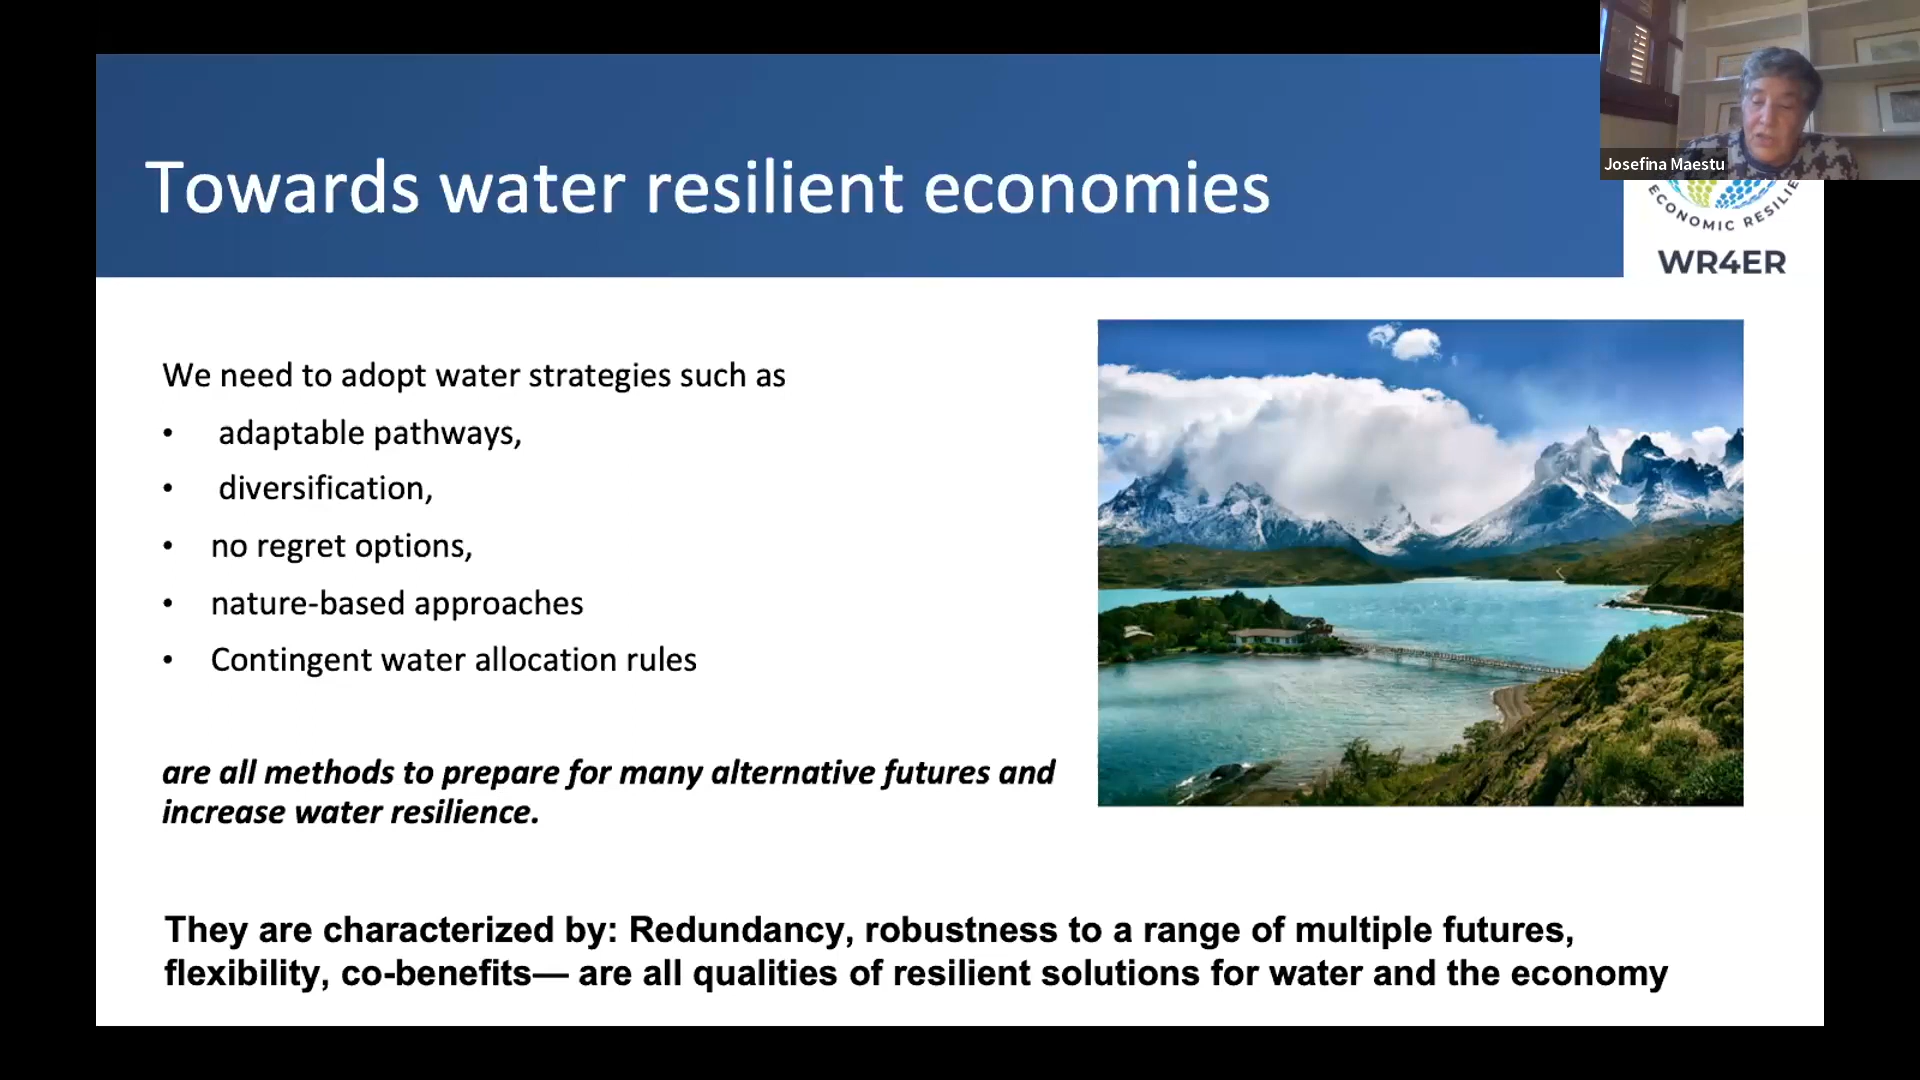 Towards water resilient economies
Josefina Maestu
ECONOMIC
WR4ER
We need to adopt water strategies such as
• adaptable pathways,
• diversification,
• no regret options,
• nature-based approaches
• Contingent water allocation rules
are all methods to prepare for many alternative futures and
increase water resilience.
They are characterized by: Redundancy, robustness to a range of multiple futures,
flexibility, co-benefits— are all qualities of resilient solutions for water and the economy